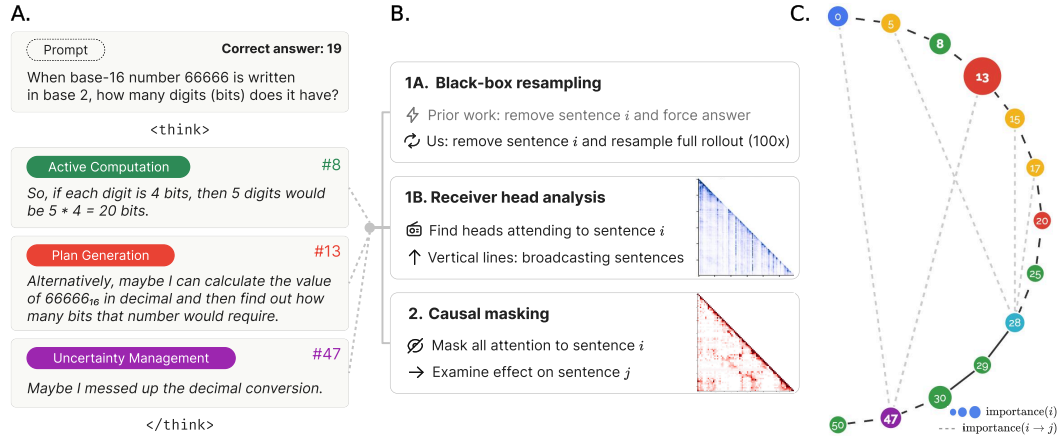 A.
Prompt
Correct answer: 19
When base-16 number 66666 is written
in base 2, how many digits (bits) does it have?
<think>
Active Computation
#8
So, if each digit is 4 bits, then 5 digits would
be 5 * 4 = 20 bits.
Plan Generation
#13
Alternatively, maybe I can calculate the value
of 66666₁₆ in decimal and then find out how
many bits that number would require.
Uncertainty Management
#47
Maybe I messed up the decimal conversion.
</think>
B.
1A. Black-box resampling
Prior work: remove sentence i and force answer
Us: remove sentence i and resample full rollout (100x)
1B. Receiver head analysis
Find heads attending to sentence i
Vertical lines: broadcasting sentences
2. Causal masking
Mask all attention to sentence i
Examine effect on sentence j
C.
0
5
8
13
15
17
20
25
28
29
30
47
50
importance(i)
importance(i → j)